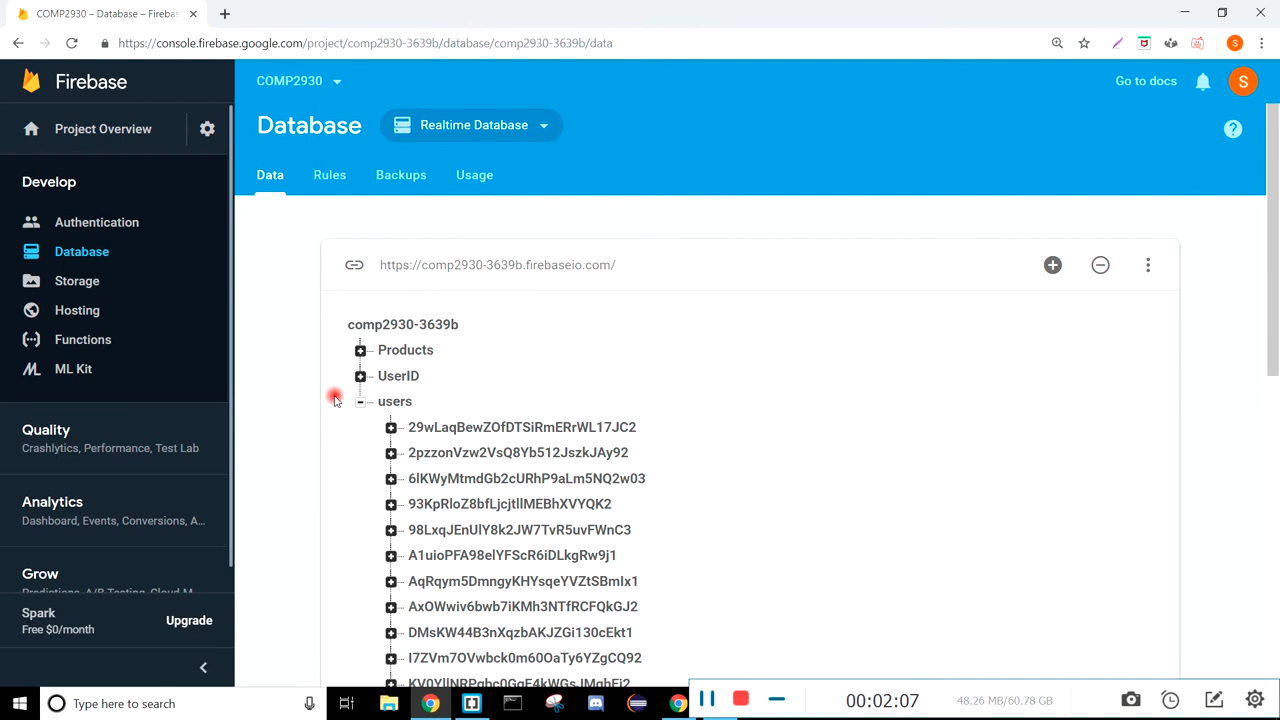 COMP2930 – Database – Fireba
https://console.firebase.google.com/project/comp2930-3639b/database/comp2930-3639b/data
S
Firebase
COMP2930
Go to docs
S
Project Overview
Database
Realtime Database
Data
Rules
Backups
Usage
Develop
Authentication
Database
Storage
Hosting
Functions
ML Kit
Quality
Crashlytics, Performance, Test Lab
Analytics
Dashboard, Events, Conversions, A...
Grow
Predictions, A/B Testing, Cloud M...
Spark
Free $0/month
Upgrade
https://comp2930-3639b.firebaseio.com/
comp2930-3639b
Products
UserID
users
29wLaqBewZOfDTSiRmERrWL17JC2
2pzzonVzw2VsQ8Yb512JszkJAy92
6lKWyMtmdGb2cURhP9aLm5NQ2w03
93KpRloZ8bfLjcjtllMEBhXVYQK2
98LxqJEnUlY8k2JW7TvR5uvFWnC3
A1uioPFA98elYFScR6iDLkgRw9j1
AqRqym5DmngyKHYsqeYVZtSBmIx1
AxOWwiv6bwb7iKMh3NTfRCFQkGJ2
DMsKW44B3nXqzbAKJZGi130cEkt1
I7ZVm7OVwbck0m60OaTy6YZgCQ92
Type here to search
00:02:07
48.26 MB/60.78 GB